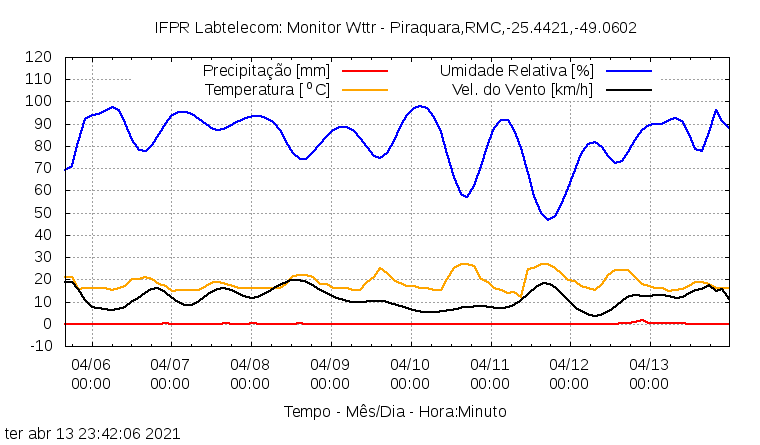 IFPR Labtelecom: Monitor Wttr - Piraquara,RMC,-25.4421,-49.0602
120
110
100
90
80
70
60
50
40
30
20
10
0
-10
Precipitação [mm] Umidade Relativa [%]
Temperatura [ ⁰C] Vel. do Vento [km/h]
04/06 04/07 04/08 04/09 04/10 04/11 04/12 04/13
00:00 00:00 00:00 00:00 00:00 00:00 00:00 00:00
Tempo - Mês/Dia - Hora:Minuto
ter abr 13 23:42:06 2021